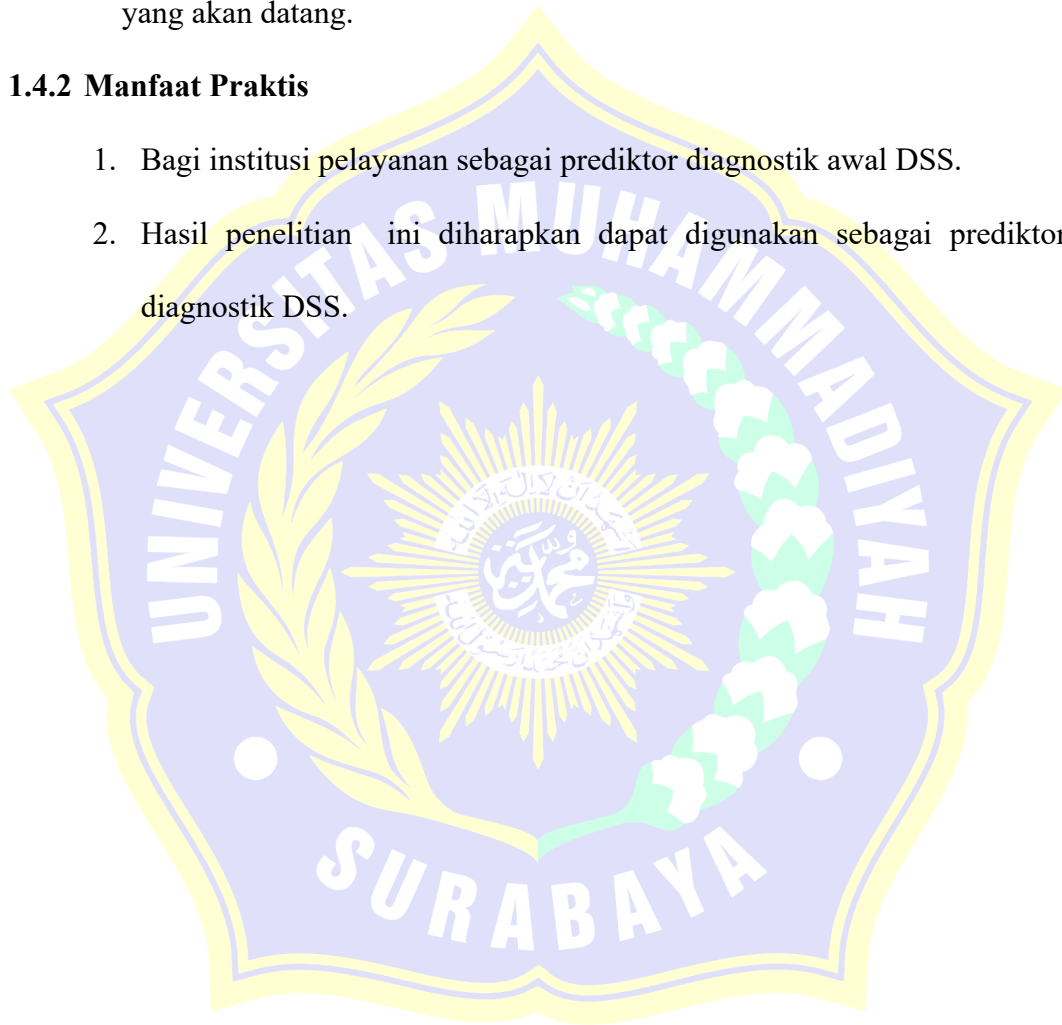 yang akan datang.
1.4.2 Manfaat Praktis
1. Bagi institusi pelayanan sebagai prediktor diagnostik awal DSS.
2. Hasil penelitian ini diharapkan dapat digunakan sebagai prediktor
diagnostik DSS.
UNIVERSITAS MUHAMMADIYAH
SURABAYA
محمد